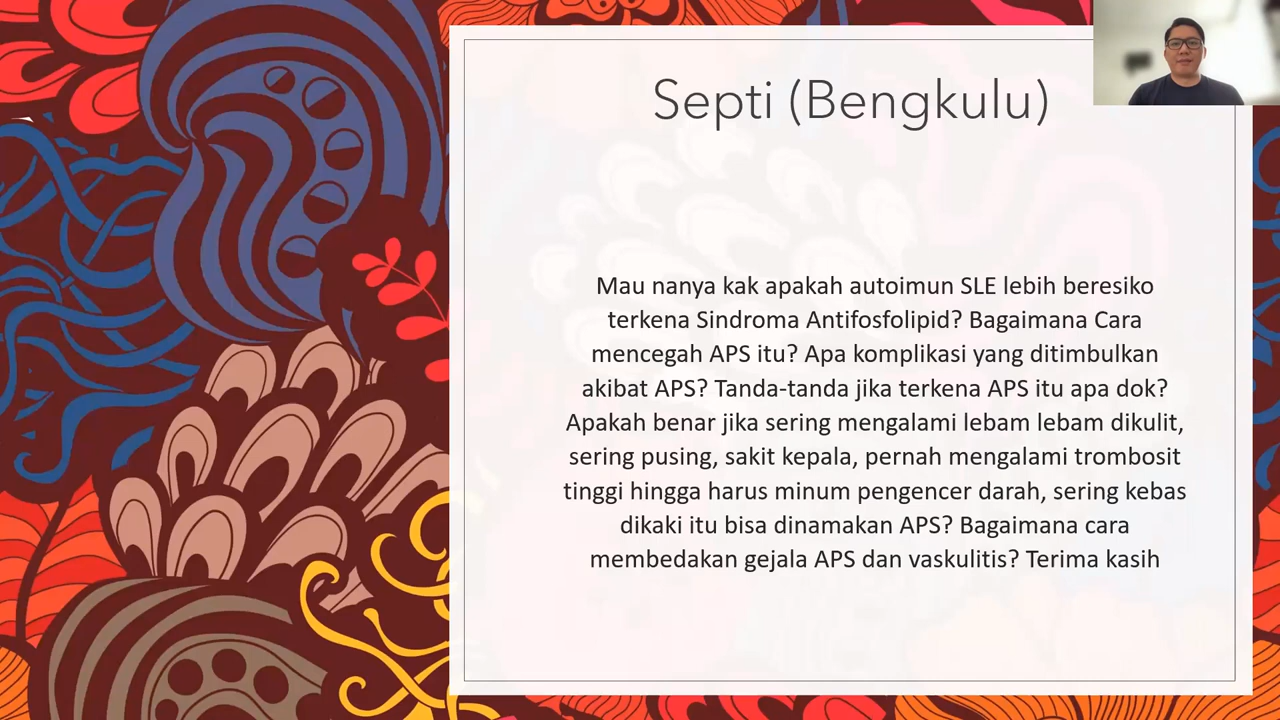 Septi (Bengkulu)
Mau nanya kak apakah autoimun SLE lebih beresiko
terkena Sindroma Antifosfolipid? Bagaimana Cara
mencegah APS itu? Apa komplikasi yang ditimbulkan
akibat APS? Tanda-tanda jika terkena APS itu apa dok?
Apakah benar jika sering mengalami lebam lebam dikulit,
sering pusing, sakit kepala, pernah mengalami trombosit
tinggi hingga harus minum pengencer darah, sering kebas
dikaki itu bisa dinamakan APS? Bagaimana cara
membedakan gejala APS dan vaskulitis? Terima kasih